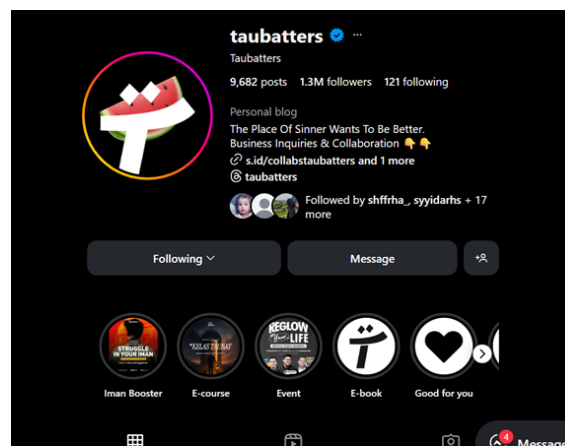 taubatters
Taubatters
9,682 posts 1.3M followers 121 following
Personal blog
The Place Of Sinner Wants To Be Better.
Business Inquiries & Collaboration 👇👇
s.id/collabstaubatters and 1 more
taubatters
Followed by shffrha_, syyidarhs + 17
more
Following
Message
STRUGGLE
IN YOUR IMAN
REGLOW
Your LIFE
Iman Booster
E-course
Event
E-book
Good for you
4
Message